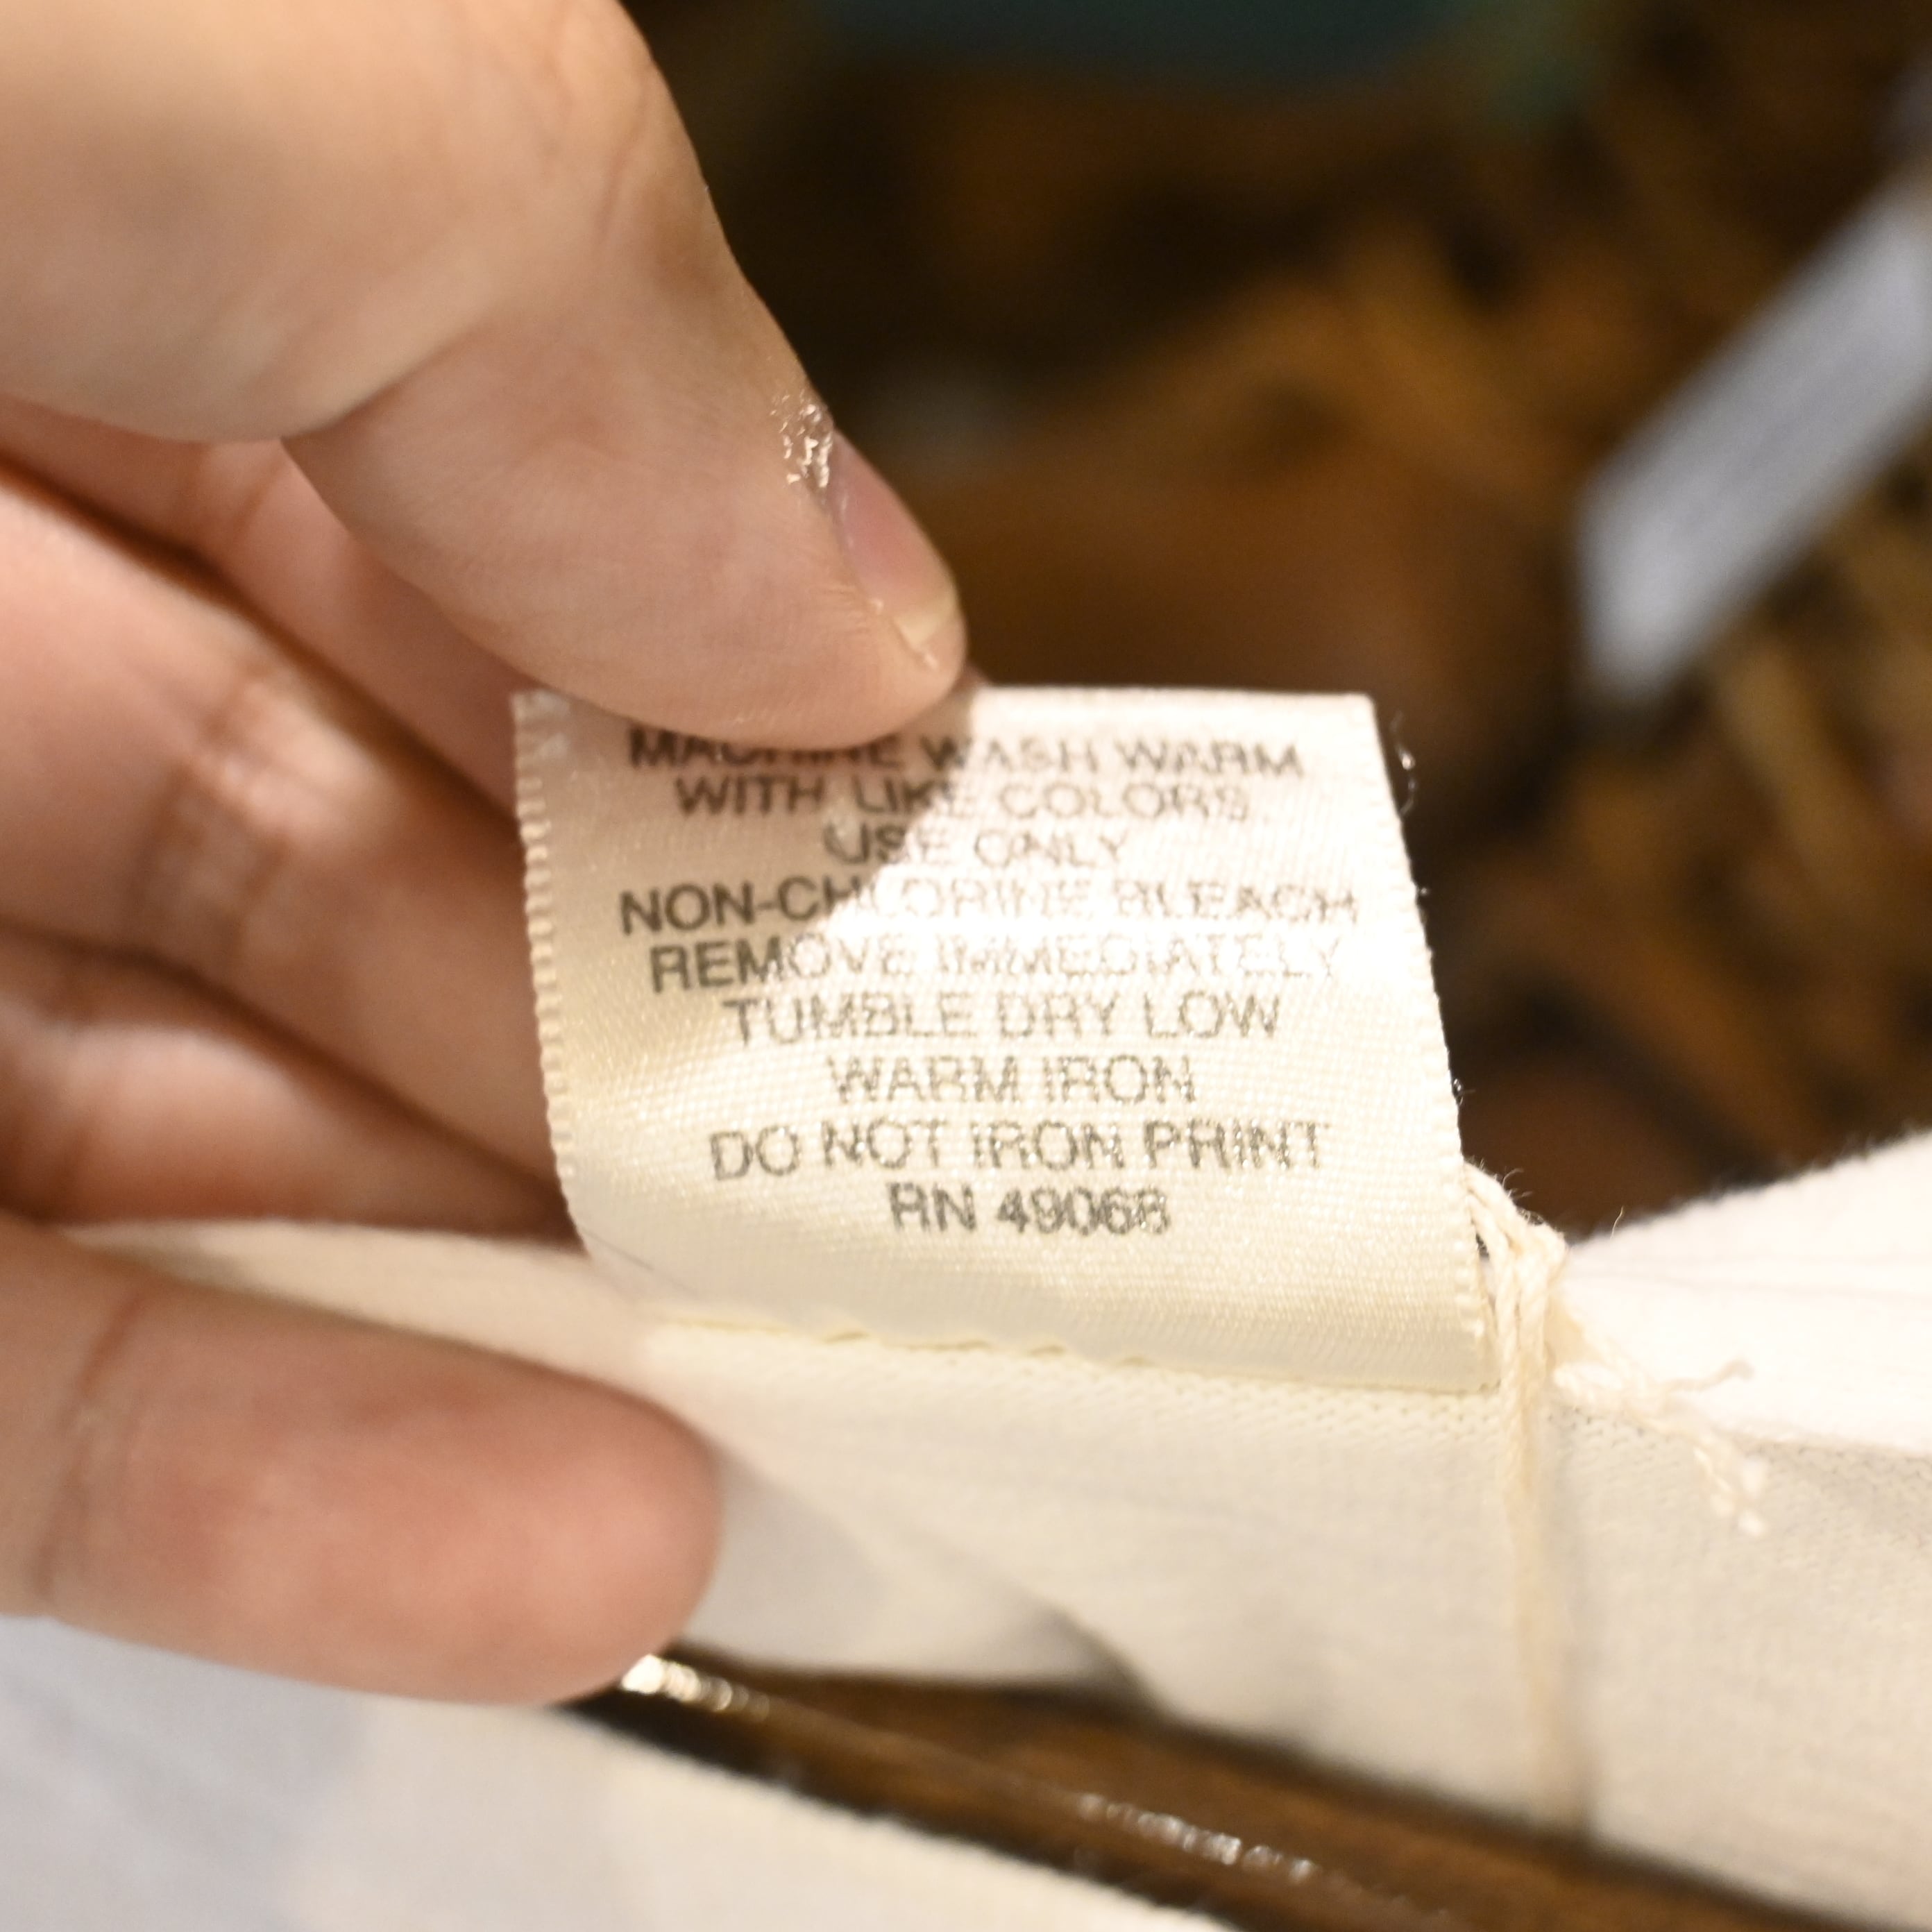 MACHINE WASH WARM
WITH LIKE COLORS.
USE ONLY
NON-CHLORINE BLEACH
REMOVE IMMEDIATELY
TUMBLE DRY LOW
WARM IRON
DO NOT IRON PRINT
RN 49068